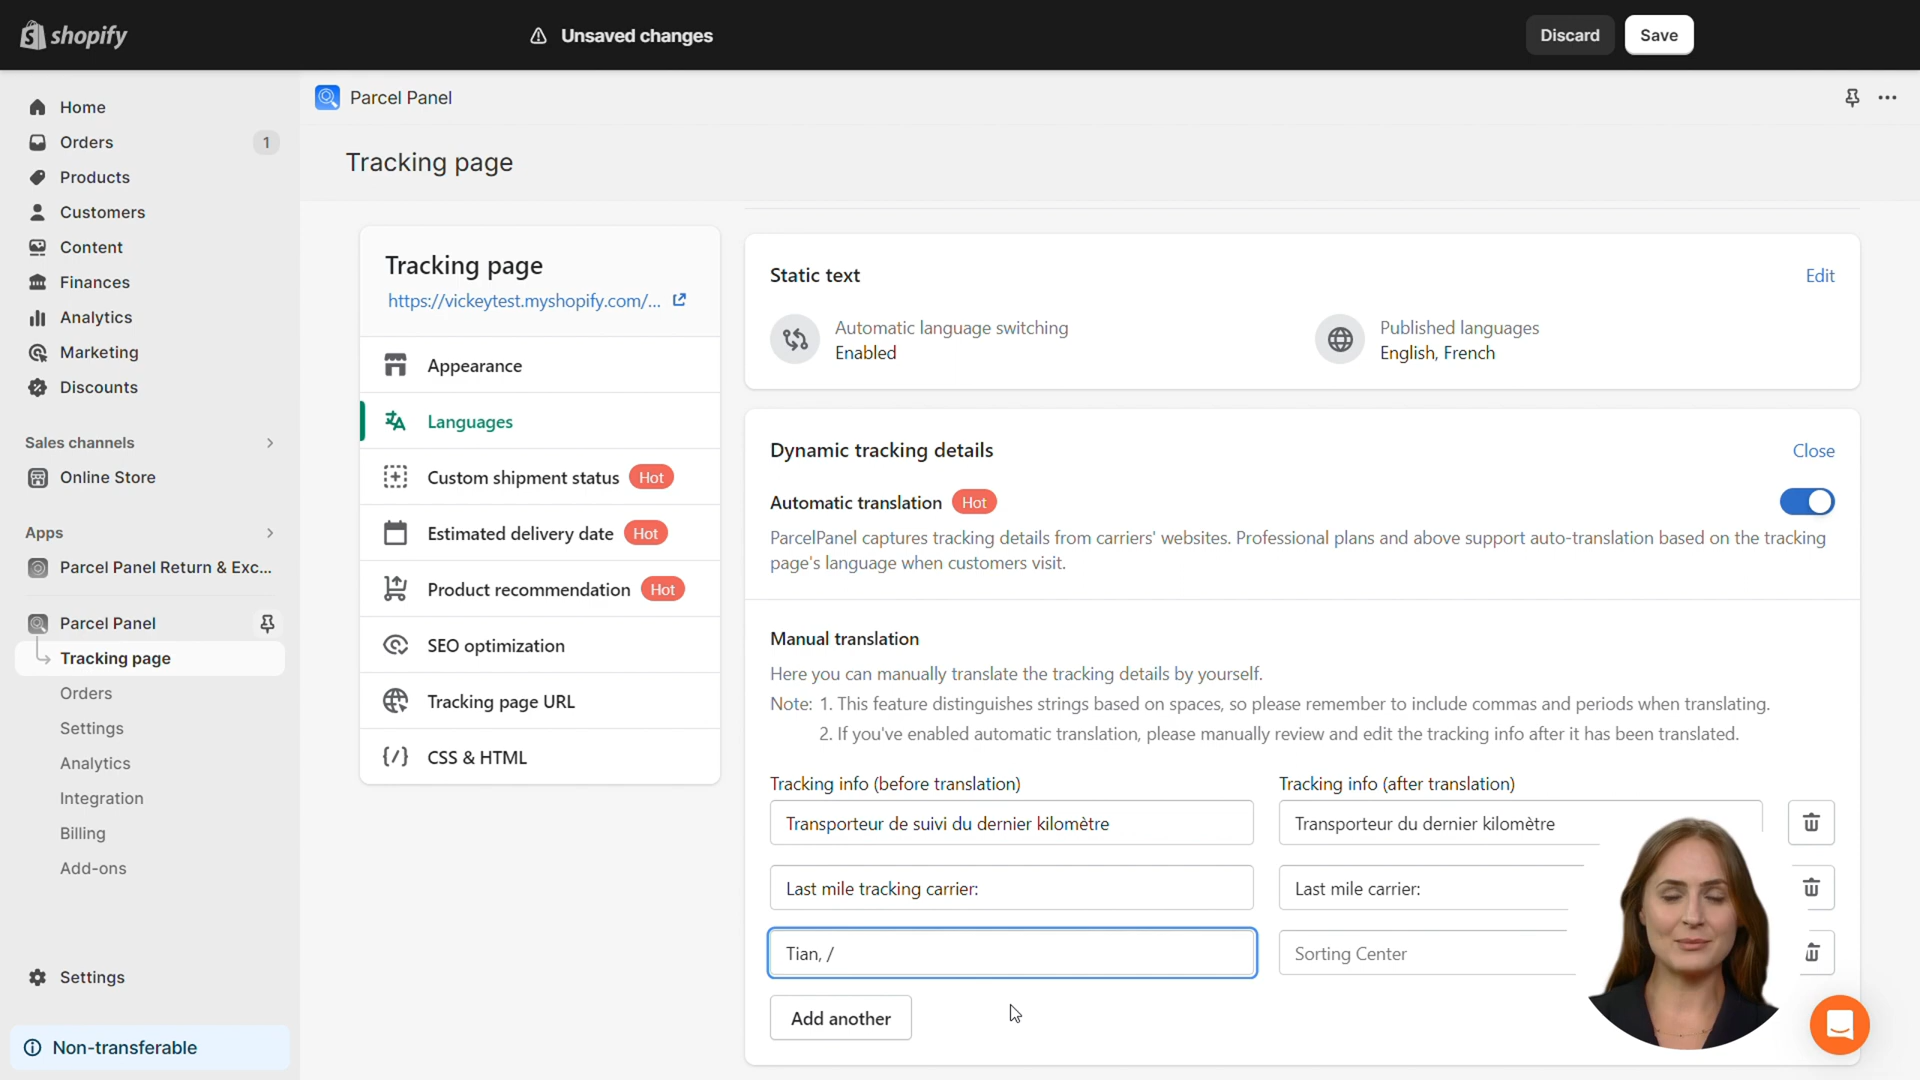 shopify
Unsaved changes
Discard
Save
Home
Orders
1
Products
Customers
Content
Finances
Analytics
Marketing
Discounts
Sales channels
Online Store
Apps
Parcel Panel Return & Exc...
Parcel Panel
Tracking page
Orders
Settings
Analytics
Integration
Billing
Add-ons
Settings
Non-transferable
Parcel Panel
Tracking page
Tracking page
https://vickeytest.myshopify.com/...
Appearance
Languages
Custom shipment status Hot
Estimated delivery date Hot
Product recommendation Hot
SEO optimization
Tracking page URL
CSS & HTML
Static text
Edit
Automatic language switching
Enabled
Published languages
English, French
Dynamic tracking details
Close
Automatic translation Hot
ParcelPanel captures tracking details from carriers' websites. Professional plans and above support auto-translation based on the tracking
page's language when customers visit.
Manual translation
Here you can manually translate the tracking details by yourself.
Note: 1. This feature distinguishes strings based on spaces, so please remember to include commas and periods when translating.
2. If you've enabled automatic translation, please manually review and edit the tracking info after it has been translated.
Tracking info (before translation)
Tracking info (after translation)
Transporteur de suivi du dernier kilomètre
Transporteur du dernier kilomètre
Last mile tracking carrier:
Last mile carrier:
Tian, /
Sorting Center
Add another